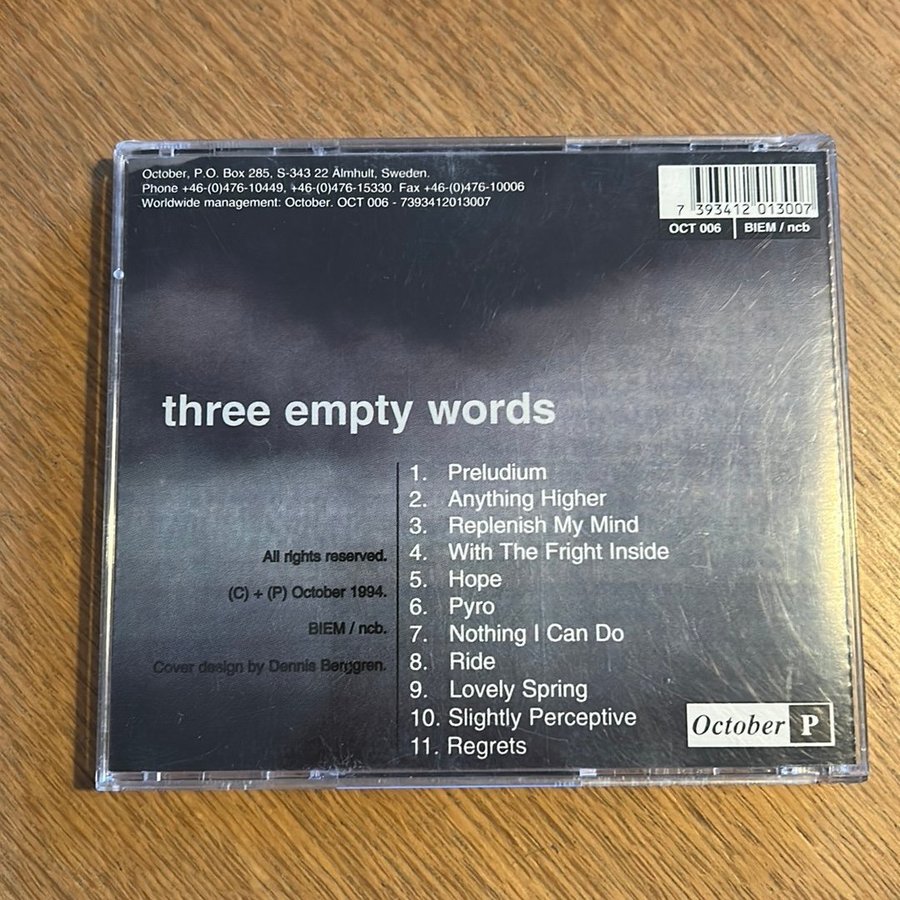 October, P.O. Box 285, S-343 22 Älmhult, Sweden.
Phone +46-(0)476-10449, +46-(0)476-15330. Fax +46-(0)476-10006
Worldwide management: October. OCT 006 - 7393412013007
7 393412 013007
OCT 006 | BIEM / ncb
three empty words
1. Preludium
2. Anything Higher
3. Replenish My Mind
4. With The Fright Inside
5. Hope
6. Pyro
7. Nothing I Can Do
8. Ride
9. Lovely Spring
10. Slightly Perceptive
11. Regrets
All rights reserved.
(C) + (P) October 1994.
BIEM / ncb.
Cover design by Dennis Berggren.
October P